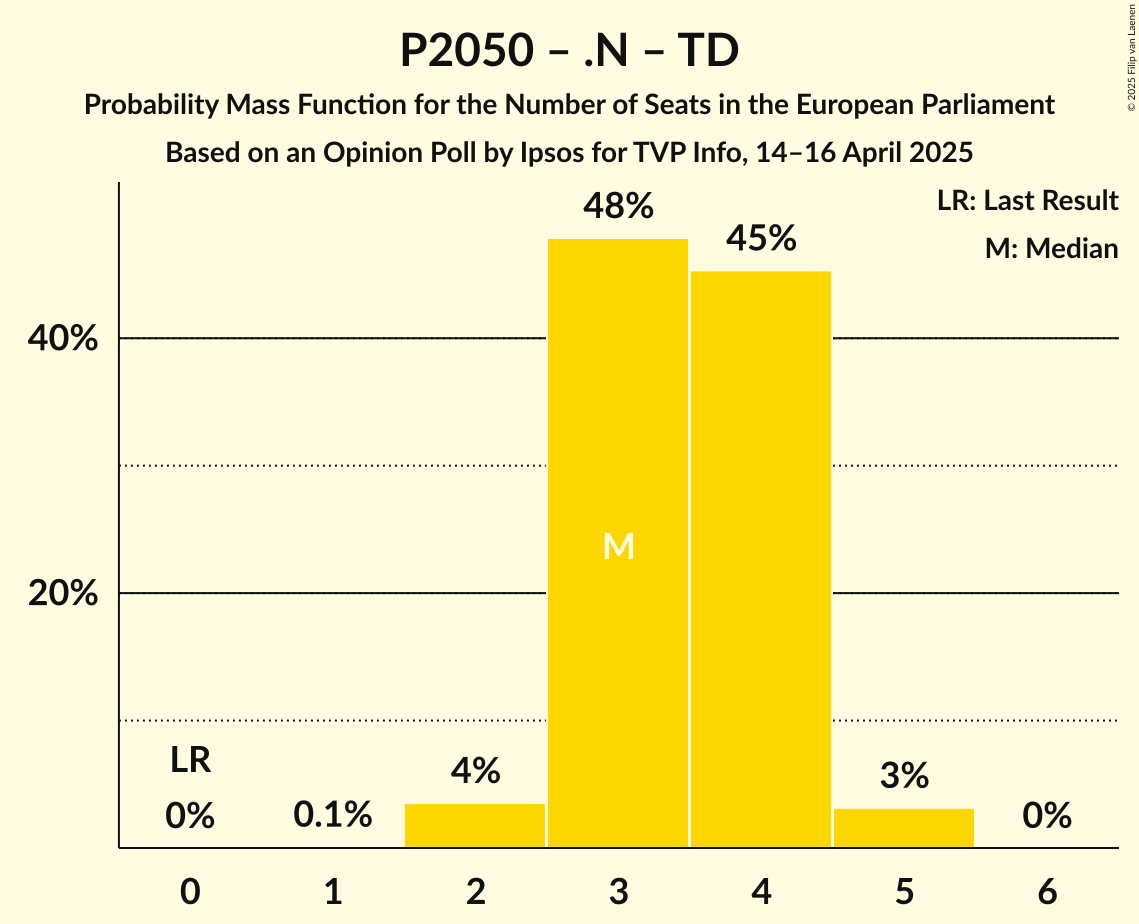 P2050 – .N – TD
Probability Mass Function for the Number of Seats in the European Parliament
Based on an Opinion Poll by Ipsos for TVP Info, 14–16 April 2025
© 2025 Filip van Laenen
LR: Last Result
M: Median
48%
45%
40%
M
20%
LR
0%
0.1%
4%
3%
0%
0
1
2
3
4
5
6